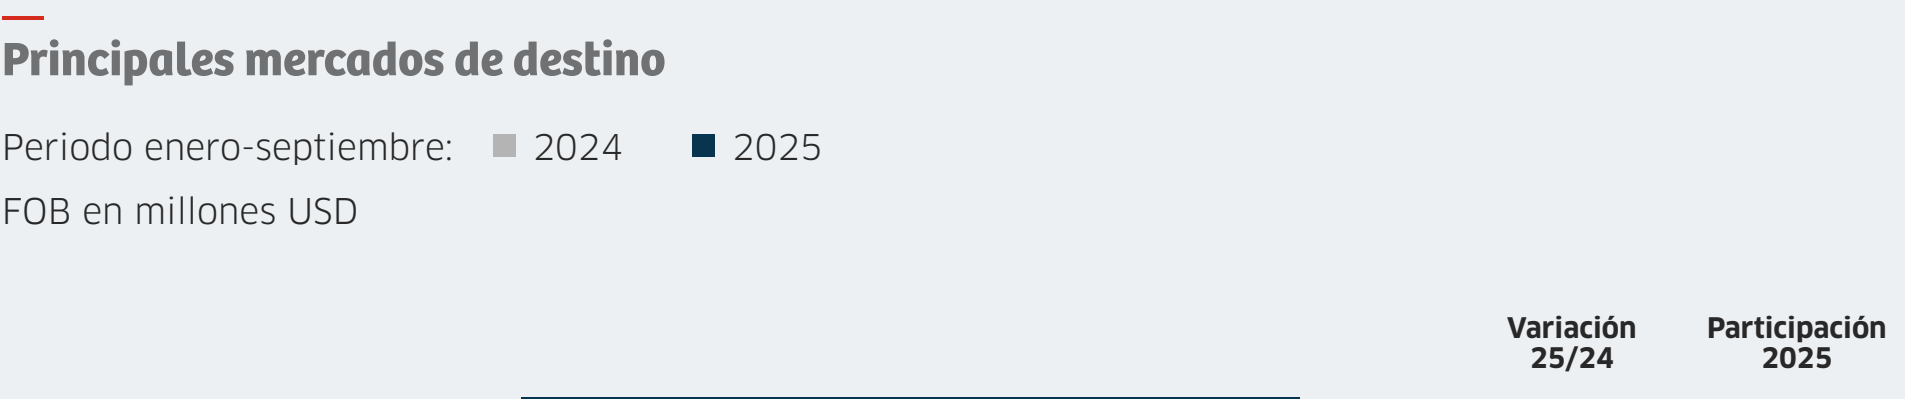 Principales mercados de destino
Periodo enero-septiembre: 2024 2025
FOB en millones USD
Variación Participación
25/24 2025